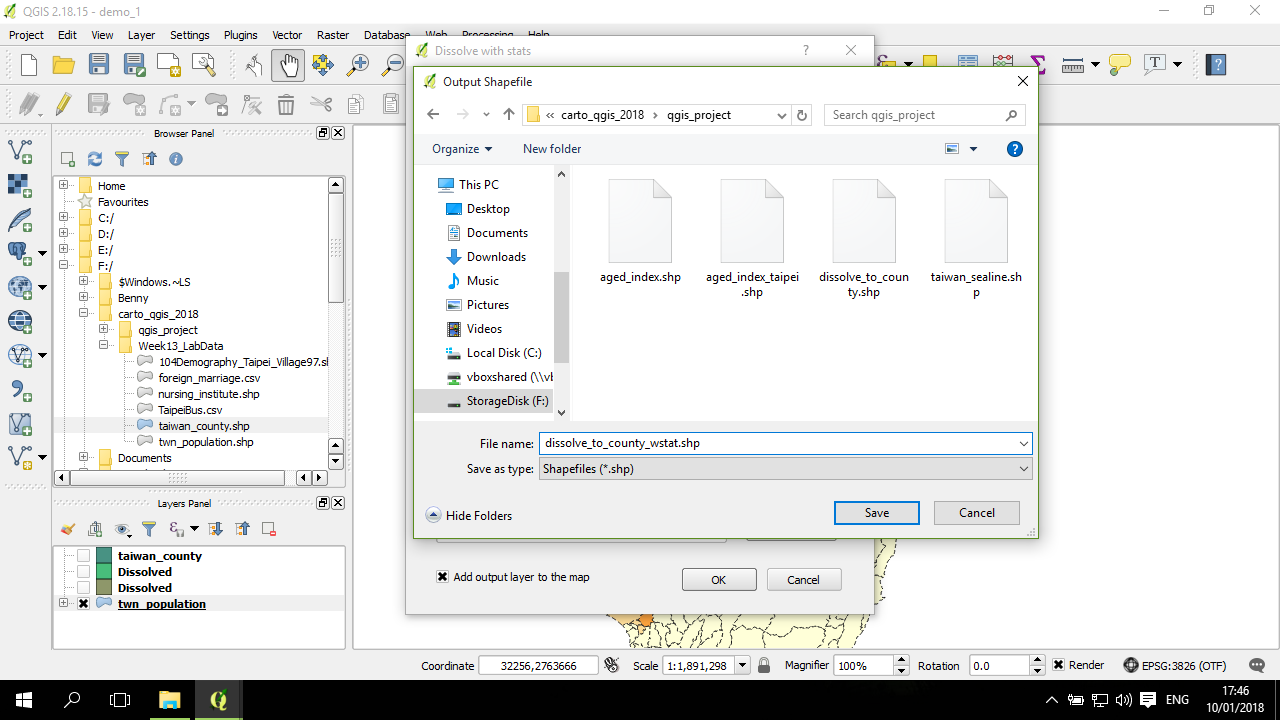 QGIS 2.18.15 - demo_1
Project Edit View Layer Settings Plugins Vector Raster Database Web Processing Help
Dissolve with stats
?
Output Shapefile
« carto_qgis_2018 › qgis_project
Search qgis_project
Organize
New folder
?
Browser Panel
Home
Favourites
C:/
D:/
E:/
F:/
$Windows.~LS
Benny
carto_qgis_2018
qgis_project
Week13_LabData
104Demography_Taipei_Village97.sl
foreign_marriage.csv
nursing_institute.shp
TaipeiBus.csv
taiwan_county.shp
twn_population.shp
Documents
This PC
Desktop
Documents
Downloads
Music
Pictures
Videos
Local Disk (C:)
vboxshared (\\vb
StorageDisk (F:)
aged_index.shp
aged_index_taipei
.shp
dissolve_to_coun
ty.shp
taiwan_sealine.sh
p
File name: dissolve_to_county_wstat.shp
Save as type: Shapefiles (*.shp)
Hide Folders
Save
Cancel
Layers Panel
taiwan_county
Dissolved
Dissolved
twn_population
Add output layer to the map
OK
Cancel
Coordinate 32256,2763666 Scale 1:1,891,298 Magnifier 100% Rotation 0.0 Render EPSG:3826 (OTF)
ENG
17:46
10/01/2018